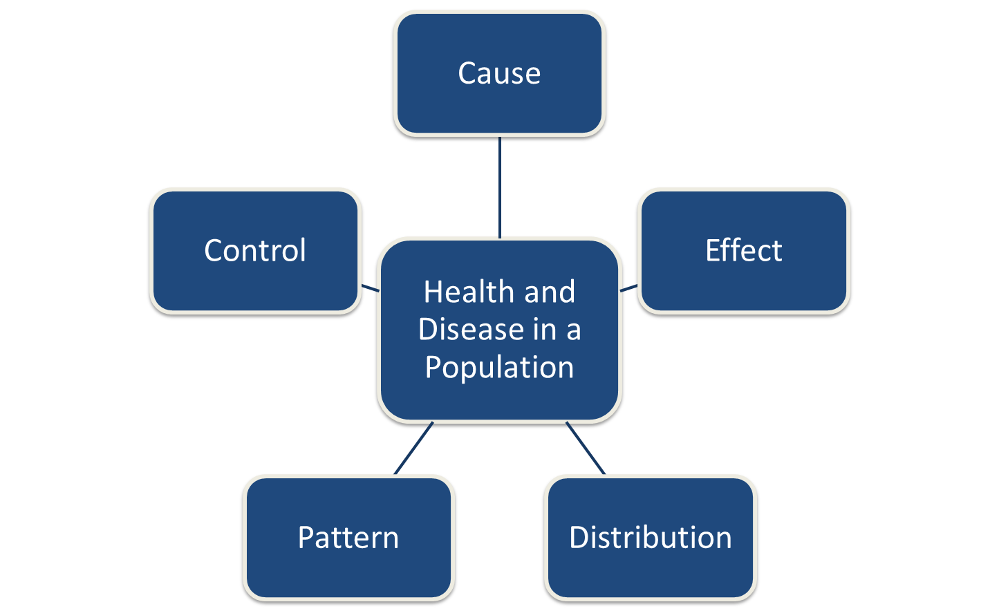 Cause
Control
Effect
Health and
Disease in a
Population
Pattern
Distribution